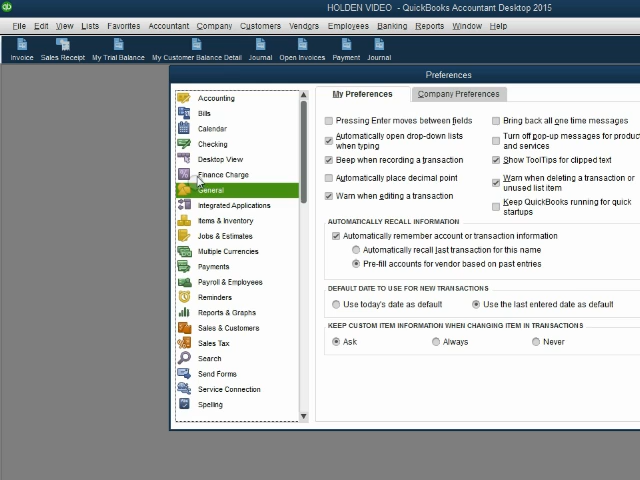 HOLDEN VIDEO - QuickBooks Accountant Desktop 2015
File Edit View Lists Favorites Accountant Company Customers Vendors Employees Banking Reports Window Help
Invoice Sales Receipt My Trial Balance My Customer Balance Detail Journal Open Invoices Payment Journal
Preferences
My Preferences Company Preferences
Accounting
Bills
Calendar
Checking
Desktop View
Finance Charge
General
Integrated Applications
Items & Inventory
Jobs & Estimates
Multiple Currencies
Payments
Payroll & Employees
Reminders
Reports & Graphs
Sales & Customers
Sales Tax
Search
Send Forms
Service Connection
Spelling
Pressing Enter moves between fields
Automatically open drop-down lists
when typing
Beep when recording a transaction
Automatically place decimal point
Warn when editing a transaction
Bring back all one time messages
Turn off pop-up messages for product
and services
Show ToolTips for clipped text
Warn when deleting a transaction or
unused list item
Keep QuickBooks running for quick
startups
AUTOMATICALLY RECALL INFORMATION
Automatically remember account or transaction information
Automatically recall last transaction for this name
Pre-fill accounts for vendor based on past entries
DEFAULT DATE TO USE FOR NEW TRANSACTIONS
Use today's date as default Use the last entered date as default
KEEP CUSTOM ITEM INFORMATION WHEN CHANGING ITEM IN TRANSACTIONS
Ask Always Never